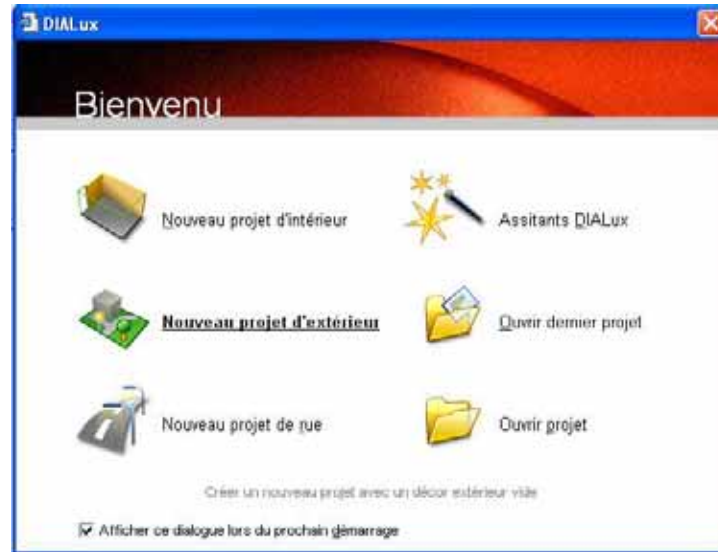 DIALux
Bienvenu
Nouveau projet d'intérieur
Assitants DIALux
Nouveau projet d'extérieur
Ouvrir dernier projet
Nouveau projet de rue
Ouvrir projet
Créer un nouveau projet avec un décor extérieur vide
Afficher ce dialogue lors du prochain démarrage